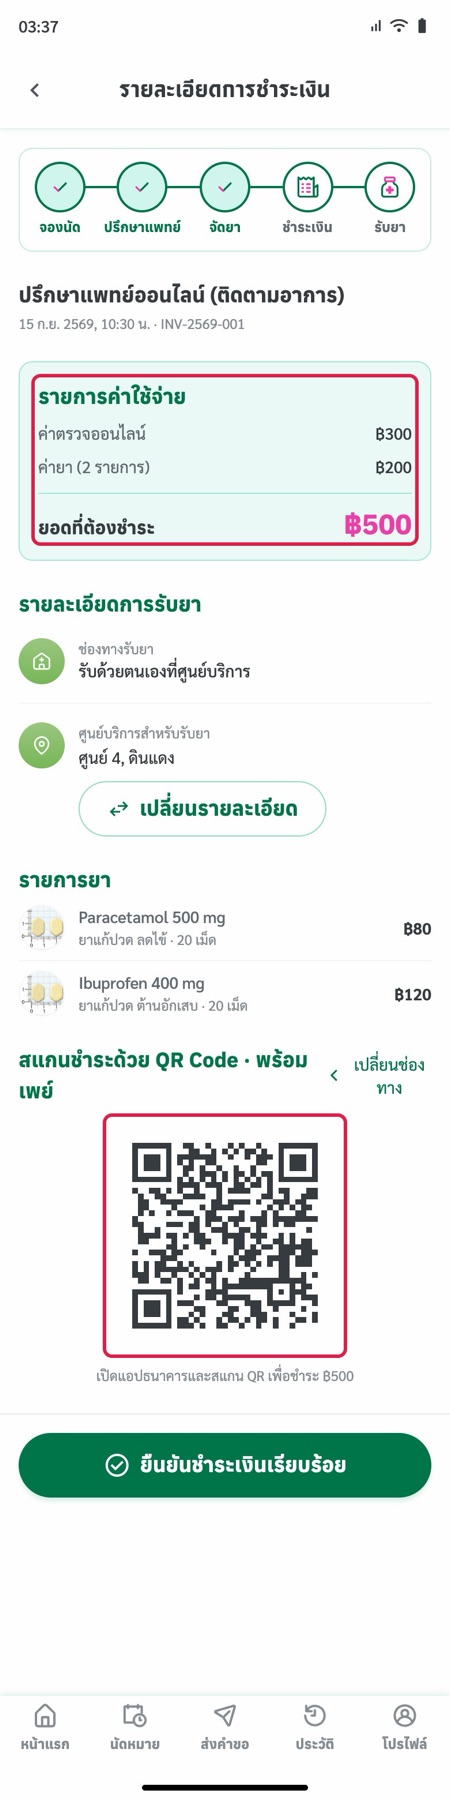 03:37
รายละเอียดการชำระเงิน
จองนัด
ปรึกษาแพทย์
จัดยา
ชำระเงิน
รับยา
ปรึกษาแพทย์ออนไลน์ (ติดตามอาการ)
15 ก.ย. 2569, 10:30 น. · INV-2569-001
รายการค่าใช้จ่าย
ค่าตรวจออนไลน์ ฿300
ค่ายา (2 รายการ) ฿200
ยอดที่ต้องชำระ ฿500
รายละเอียดการรับยา
ช่องทางรับยา
รับด้วยตนเองที่ศูนย์บริการ
ศูนย์บริการสำหรับรับยา
ศูนย์ 4, ดินแดง
เปลี่ยนรายละเอียด
รายการยา
Paracetamol 500 mg
ยาแก้ปวด ลดไข้ · 20 เม็ด
฿80
Ibuprofen 400 mg
ยาแก้ปวด ต้านอักเสบ · 20 เม็ด
฿120
สแกนชำระด้วย QR Code · พร้อม
เพย์
เปลี่ยนช่อง
ทาง
เปิดแอปธนาคารและสแกน QR เพื่อชำระ ฿500
ยืนยันชำระเงินเรียบร้อย
หน้าแรก
นัดหมาย
ส่งคำขอ
ประวัติ
โปรไฟล์